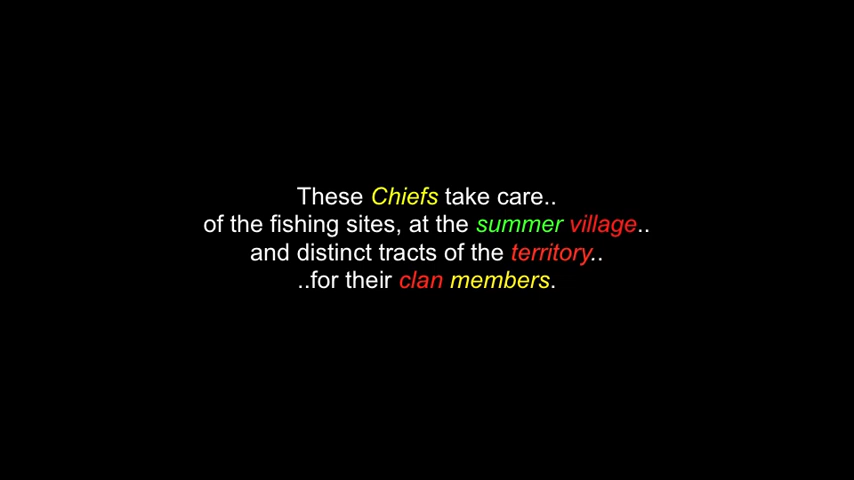 These Chiefs take care..
of the fishing sites, at the summer village..
and distinct tracts of the territory..
..for their clan members.